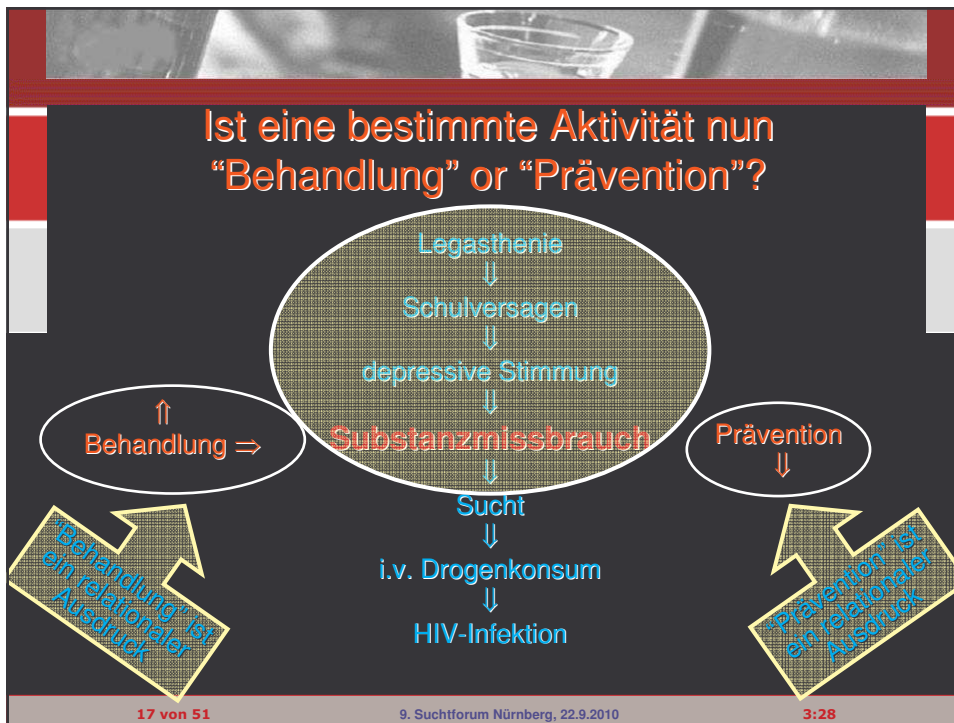 Ist eine bestimmte Aktivität nun
“Behandlung” or “Prävention”?
Legasthenie
⇓
Schulversagen
⇓
depressive Stimmung
⇓
Substanzmissbrauch
⇓
Sucht
⇓
i.v. Drogenkonsum
⇓
HIV-Infektion
⇑
Behandlung ⇒
Prävention
⇓
“Behandlung” ist
ein relationaler
Ausdruck
“Prävention” ist
ein relationaler
Ausdruck
17 von 51
9. Suchtforum Nürnberg, 22.9.2010
3:28